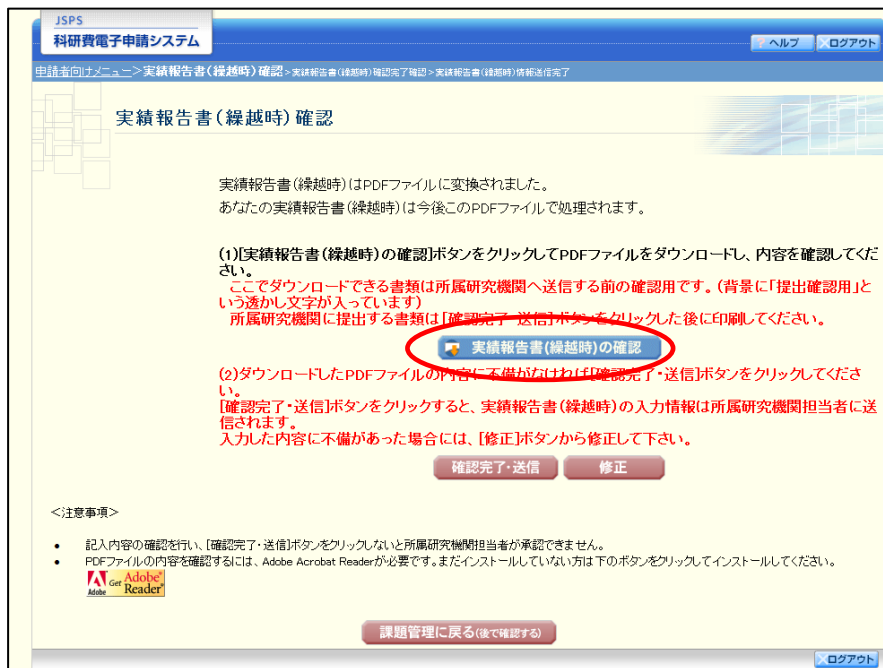 JSPS
科研費電子申請システム
? ヘルプ
ログアウト
申請者向けメニュー>実績報告書(繰越時)確認>実績報告書(繰越時)確認完了確認>実績報告書(繰越時)情報送信完了
実績報告書(繰越時)確認
実績報告書(繰越時)はPDFファイルに変換されました。
あなたの実績報告書(繰越時)は今後このPDFファイルで処理されます。
(1)[実績報告書(繰越時)の確認]ボタンをクリックしてPDFファイルをダウンロードし、内容を確認してくだ
さい。
ここでダウンロードできる書類は所属研究機関へ送信する前の確認用です。(背景に「提出確認用」と
いう透かし文字が入っています)
所属研究機関に提出する書類は[確認完了・送信]ボタンをクリックした後に印刷してください。
実績報告書(繰越時)の確認
(2)ダウンロードしたPDFファイルの内容に不備がなければ[確認完了・送信]ボタンをクリックしてくださ
い。
[確認完了・送信]ボタンをクリックすると、実績報告書(繰越時)の入力情報は所属研究機関担当者に送
信されます。
入力した内容に不備があった場合には、[修正]ボタンから修正して下さい。
確認完了・送信
修正
<注意事項>
• 記入内容の確認を行い、[確認完了・送信]ボタンをクリックしないと所属研究機関担当者が承認できません。
• PDFファイルの内容を確認するには、Adobe Acrobat Readerが必要です。まだインストールしていない方は下のボタンをクリックしてインストールしてください。
Adobe Get Adobe® Reader®
課題管理に戻る(後で確認する)
ログアウト